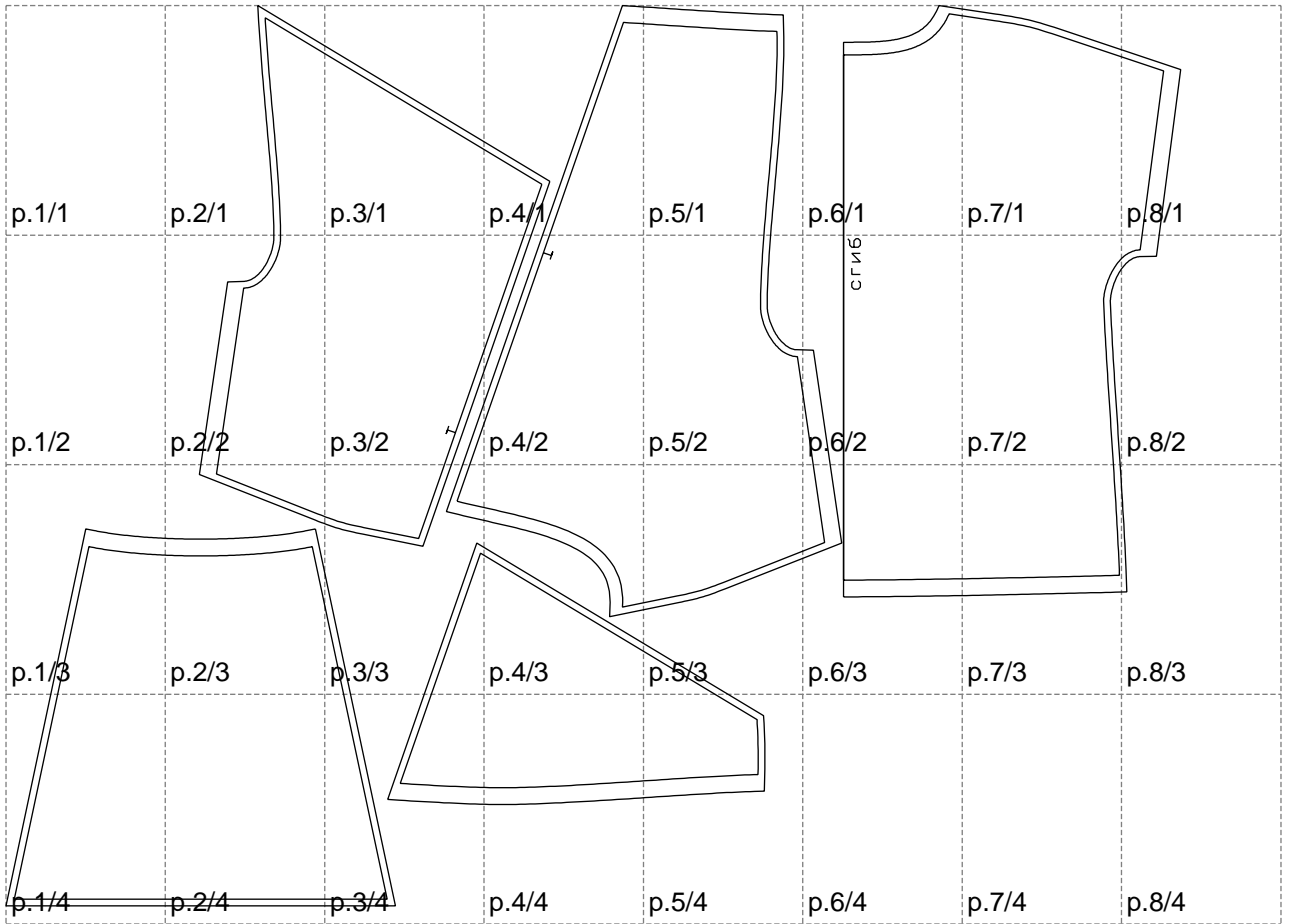 p.1/1 p.2/1 p.3/1 p.4/1 p.5/1 p.6/1 p.7/1 p.8/1
сгиб
p.1/2 p.2/2 p.3/2 p.4/2 p.5/2 p.6/2 p.7/2 p.8/2
p.1/3 p.2/3 p.3/3 p.4/3 p.5/3 p.6/3 p.7/3 p.8/3
p.1/4 p.2/4 p.3/4 p.4/4 p.5/4 p.6/4 p.7/4 p.8/4